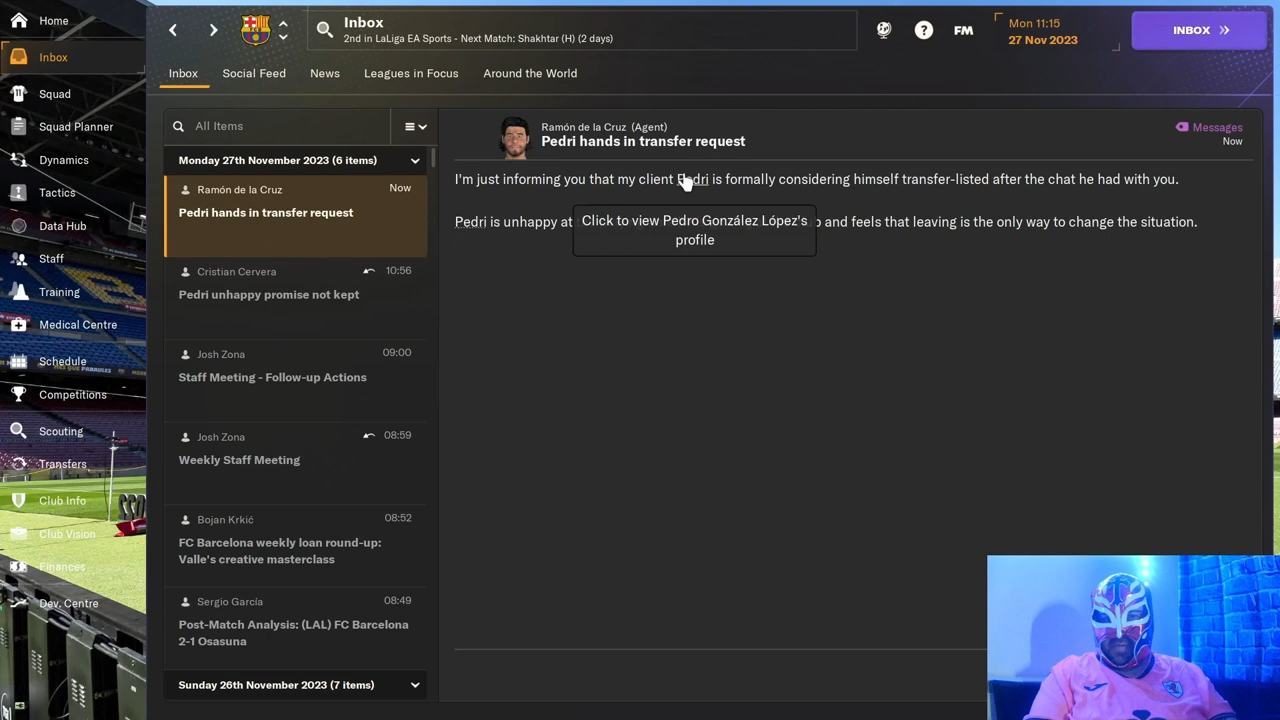 Home
Inbox
Squad
Squad Planner
Dynamics
Tactics
Data Hub
Staff
Training
Medical Centre
Schedule
Competitions
Scouting
Transfers
Club Info
Club Vision
Finances
Dev. Centre
Inbox
2nd in LaLiga EA Sports - Next Match: Shakhtar (H) (2 days)
?
FM
Mon 11:15
27 Nov 2023
INBOX
Inbox
Social Feed
News
Leagues in Focus
Around the World
All Items
Monday 27th November 2023 (6 items)
Ramón de la Cruz Now
Pedri hands in transfer request
Cristian Cervera 10:56
Pedri unhappy promise not kept
Josh Zona 09:00
Staff Meeting - Follow-up Actions
Josh Zona 08:59
Weekly Staff Meeting
Bojan Krkić 08:52
FC Barcelona weekly loan round-up:
Valle's creative masterclass
Sergio García 08:49
Post-Match Analysis: (LAL) FC Barcelona
2-1 Osasuna
Sunday 26th November 2023 (7 items)
Ramón de la Cruz (Agent)
Pedri hands in transfer request
Messages
Now
I'm just informing you that my client Pedri is formally considering himself transfer-listed after the chat he had with you.
Pedri is unhappy at and feels that leaving is the only way to change the situation.
Click to view Pedro González López's
profile